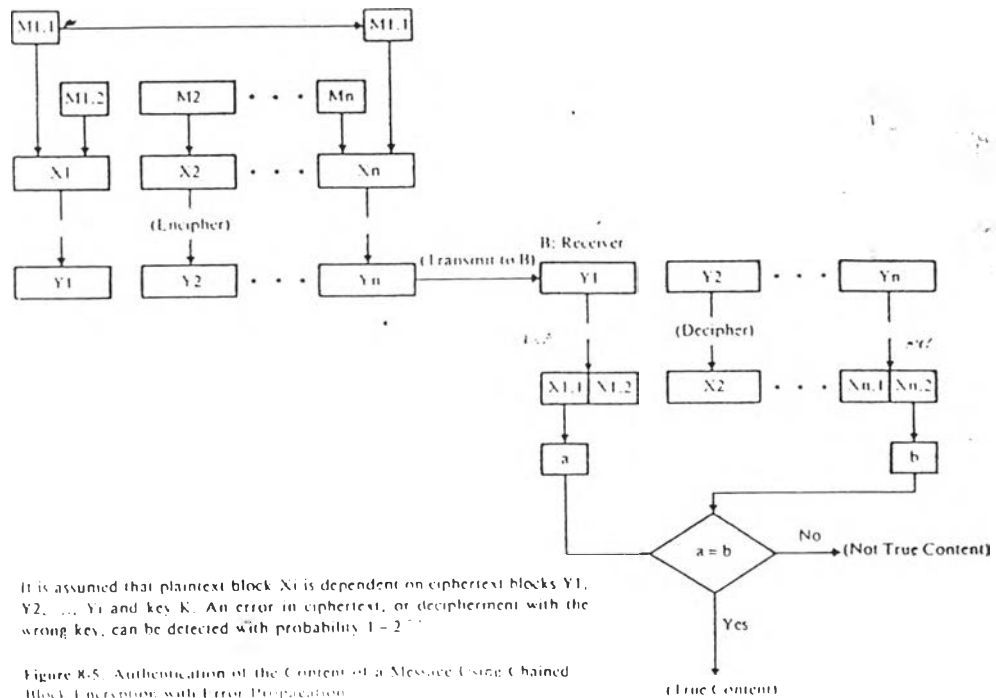 M1,1 M1,1
M1,2 M2 . . . Mn
X1 X2 . . . Xn
(Encipher)
B: Receiver
(Transmit to B)
Y1 Y2 . . . Yn
Y1 Y2 . . . Yn
(Decipher)
X1,1 X1,2 X2 . . . Xn,1 Xn,2
a b
a = b
No
(Not True Content)
Yes
(True Content)
It is assumed that plaintext block Xi is dependent on ciphertext blocks Y1,
Y2, ..., Yi and key K. An error in ciphertext, or decipherment with the
wrong key, can be detected with probability 1 – 2
Figure 8-5. Authentication of the Content of a Message Using Chained
Block Encryption with Error Propagation